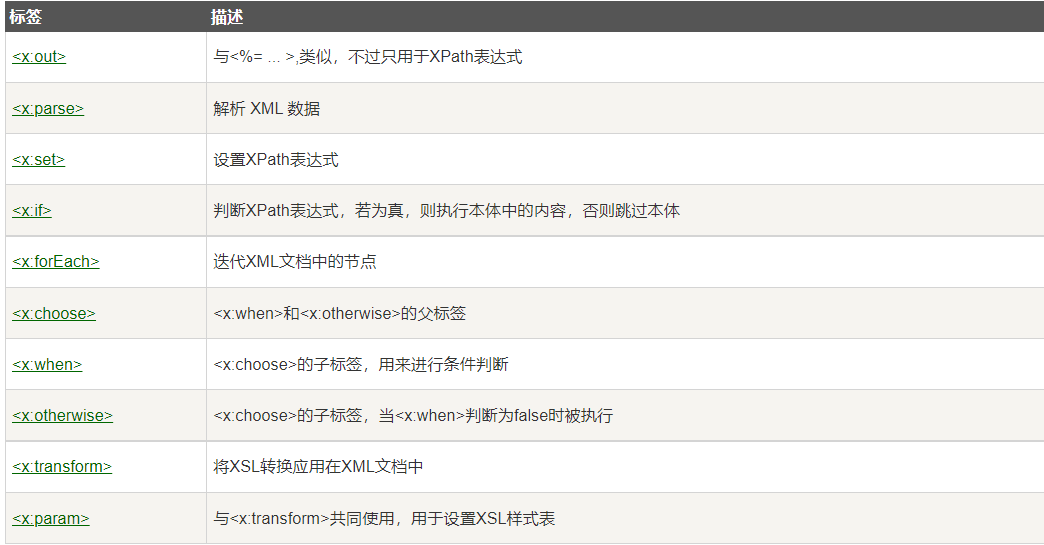 标签 描述
<x:out> 与<%= ... >,类似，不过只用于XPath表达式
<x:parse> 解析 XML 数据
<x:set> 设置XPath表达式
<x:if> 判断XPath表达式，若为真，则执行本体中的内容，否则跳过本体
<x:forEach> 迭代XML文档中的节点
<x:choose> <x:when>和<x:otherwise>的父标签
<x:when> <x:choose>的子标签，用来进行条件判断
<x:otherwise> <x:choose>的子标签，当<x:when>判断为false时被执行
<x:transform> 将XSL转换应用在XML文档中
<x:param> 与<x:transform>共同使用，用于设置XSL样式表